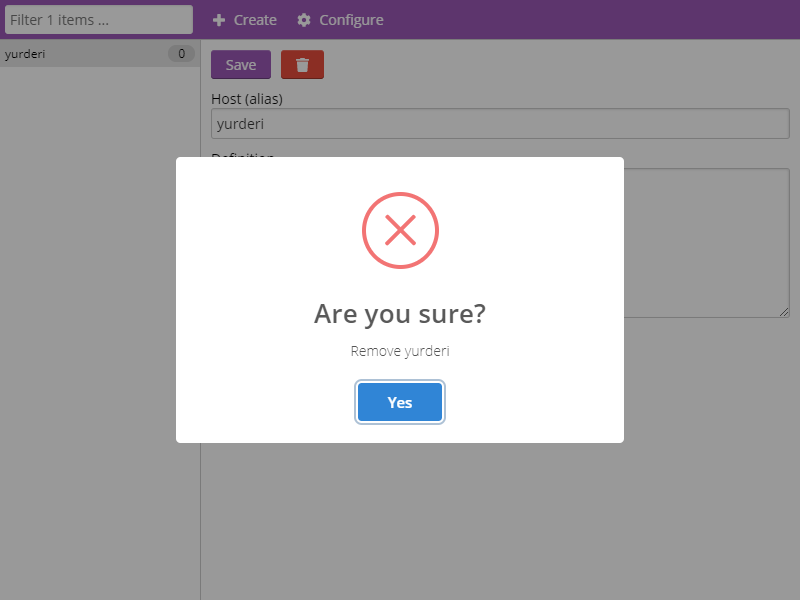 Filter 1 items ...
Create
Configure
yurderi
0
Save
Host (alias)
yurderi
Definition
Are you sure?
Remove yurderi
Yes